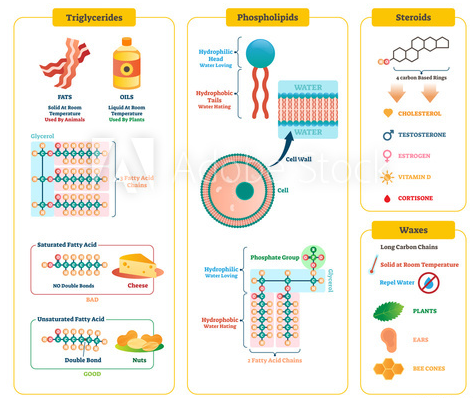 Triglycerides
FATS
Solid At Room
Temperature
Used By Animals
OILS
Liquid At Room
Temperature
Used By Plants
Glycerol
3 Fatty Acid
Chains
Saturated Fatty Acid
NO Double Bonds
Cheese
BAD
Unsaturated Fatty Acid
Double Bond
Nuts
GOOD
Phospholipids
Hydrophilic
Head
Water Loving
Hydrophobic
Tails
Water Hating
WATER
WATER
Cell Wall
Cell
Phosphate Group
Hydrophilic
Water Loving
Glycerol
Hydrophobic
Water Hating
2 Fatty Acid Chains
Steroids
4 carbon Based Rings
CHOLESTEROL
TESTOSTERONE
ESTROGEN
VITAMIN D
CORTISONE
Waxes
Long Carbon Chains
Solid at Room Temperature
Repel Water
PLANTS
EARS
BEE CONES
Adobe Stock